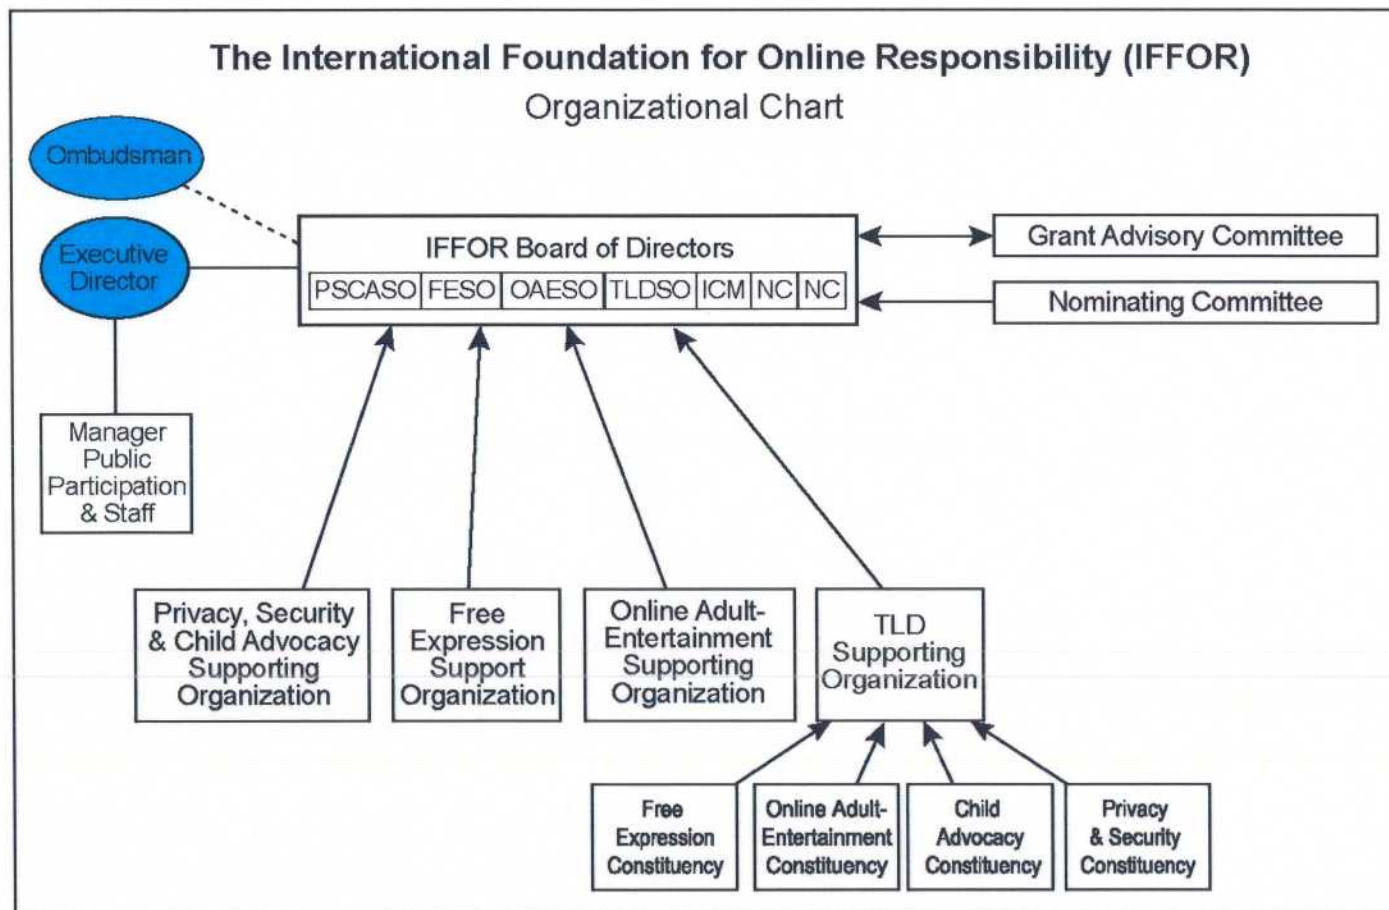 The International Foundation for Online Responsibility (IFFOR)
Organizational Chart
Ombudsman
Executive
Director
IFFOR Board of Directors
PSCASO FESO OAESO TLDSO ICM NC NC
Grant Advisory Committee
Nominating Committee
Manager
Public
Participation
& Staff
Privacy, Security
& Child Advocacy
Supporting
Organization
Free
Expression
Support
Organization
Online Adult-
Entertainment
Supporting
Organization
TLD
Supporting
Organization
Free
Expression
Constituency
Online Adult-
Entertainment
Constituency
Child
Advocacy
Constituency
Privacy
& Security
Constituency